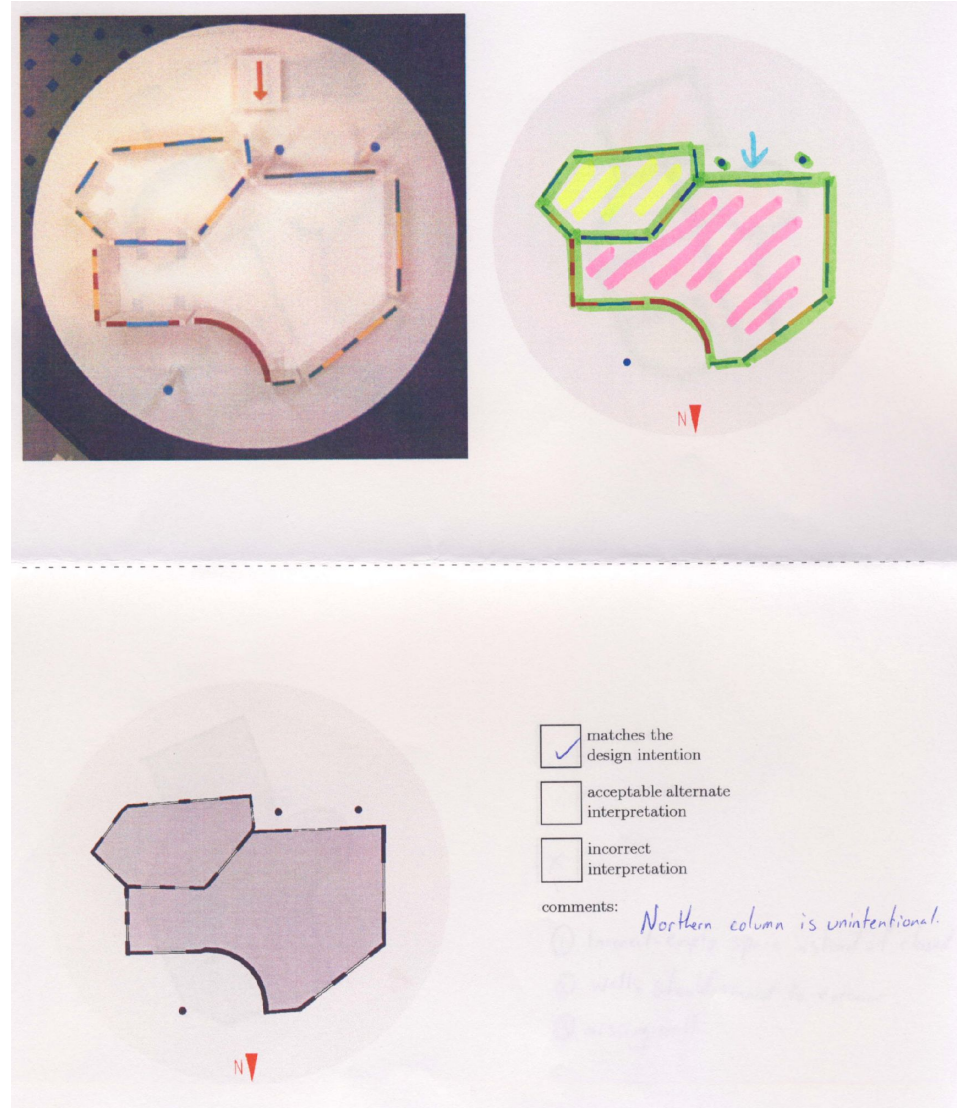 N
matches the
design intention
acceptable alternate
interpretation
incorrect
interpretation
comments:
Northern column is unintentional.
N